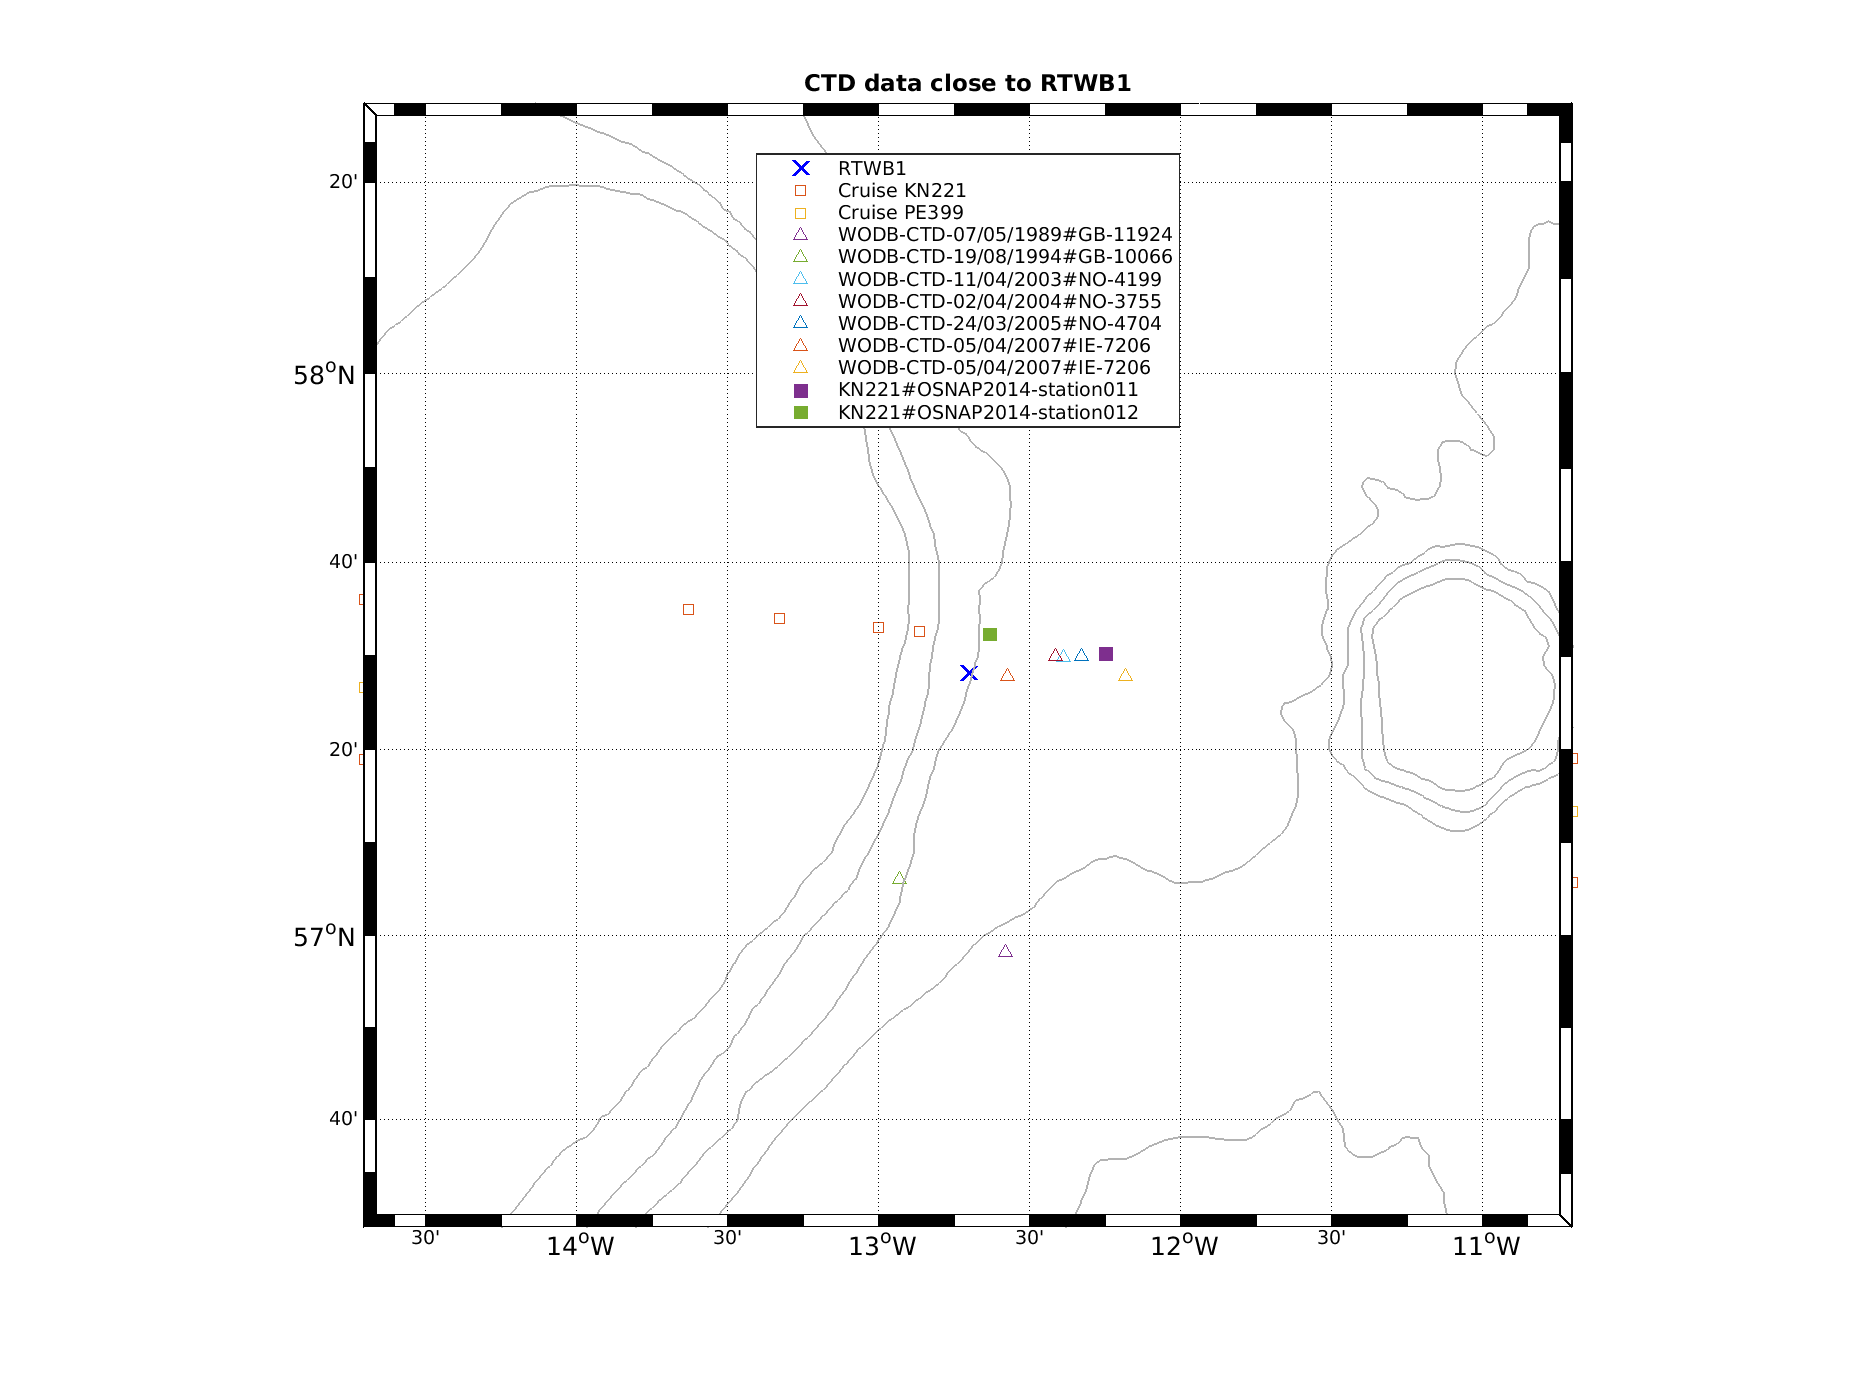 CTD data close to RTWB1
RTWB1
Cruise KN221
Cruise PE399
WODB-CTD-07/05/1989#GB-11924
WODB-CTD-19/08/1994#GB-10066
WODB-CTD-11/04/2003#NO-4199
WODB-CTD-02/04/2004#NO-3755
WODB-CTD-24/03/2005#NO-4704
WODB-CTD-05/04/2007#IE-7206
WODB-CTD-05/04/2007#IE-7206
KN221#OSNAP2014-station011
KN221#OSNAP2014-station012
20'
58°N
40'
20'
57°N
40'
30' 14°W 30' 13°W 30' 12°W 30' 11°W